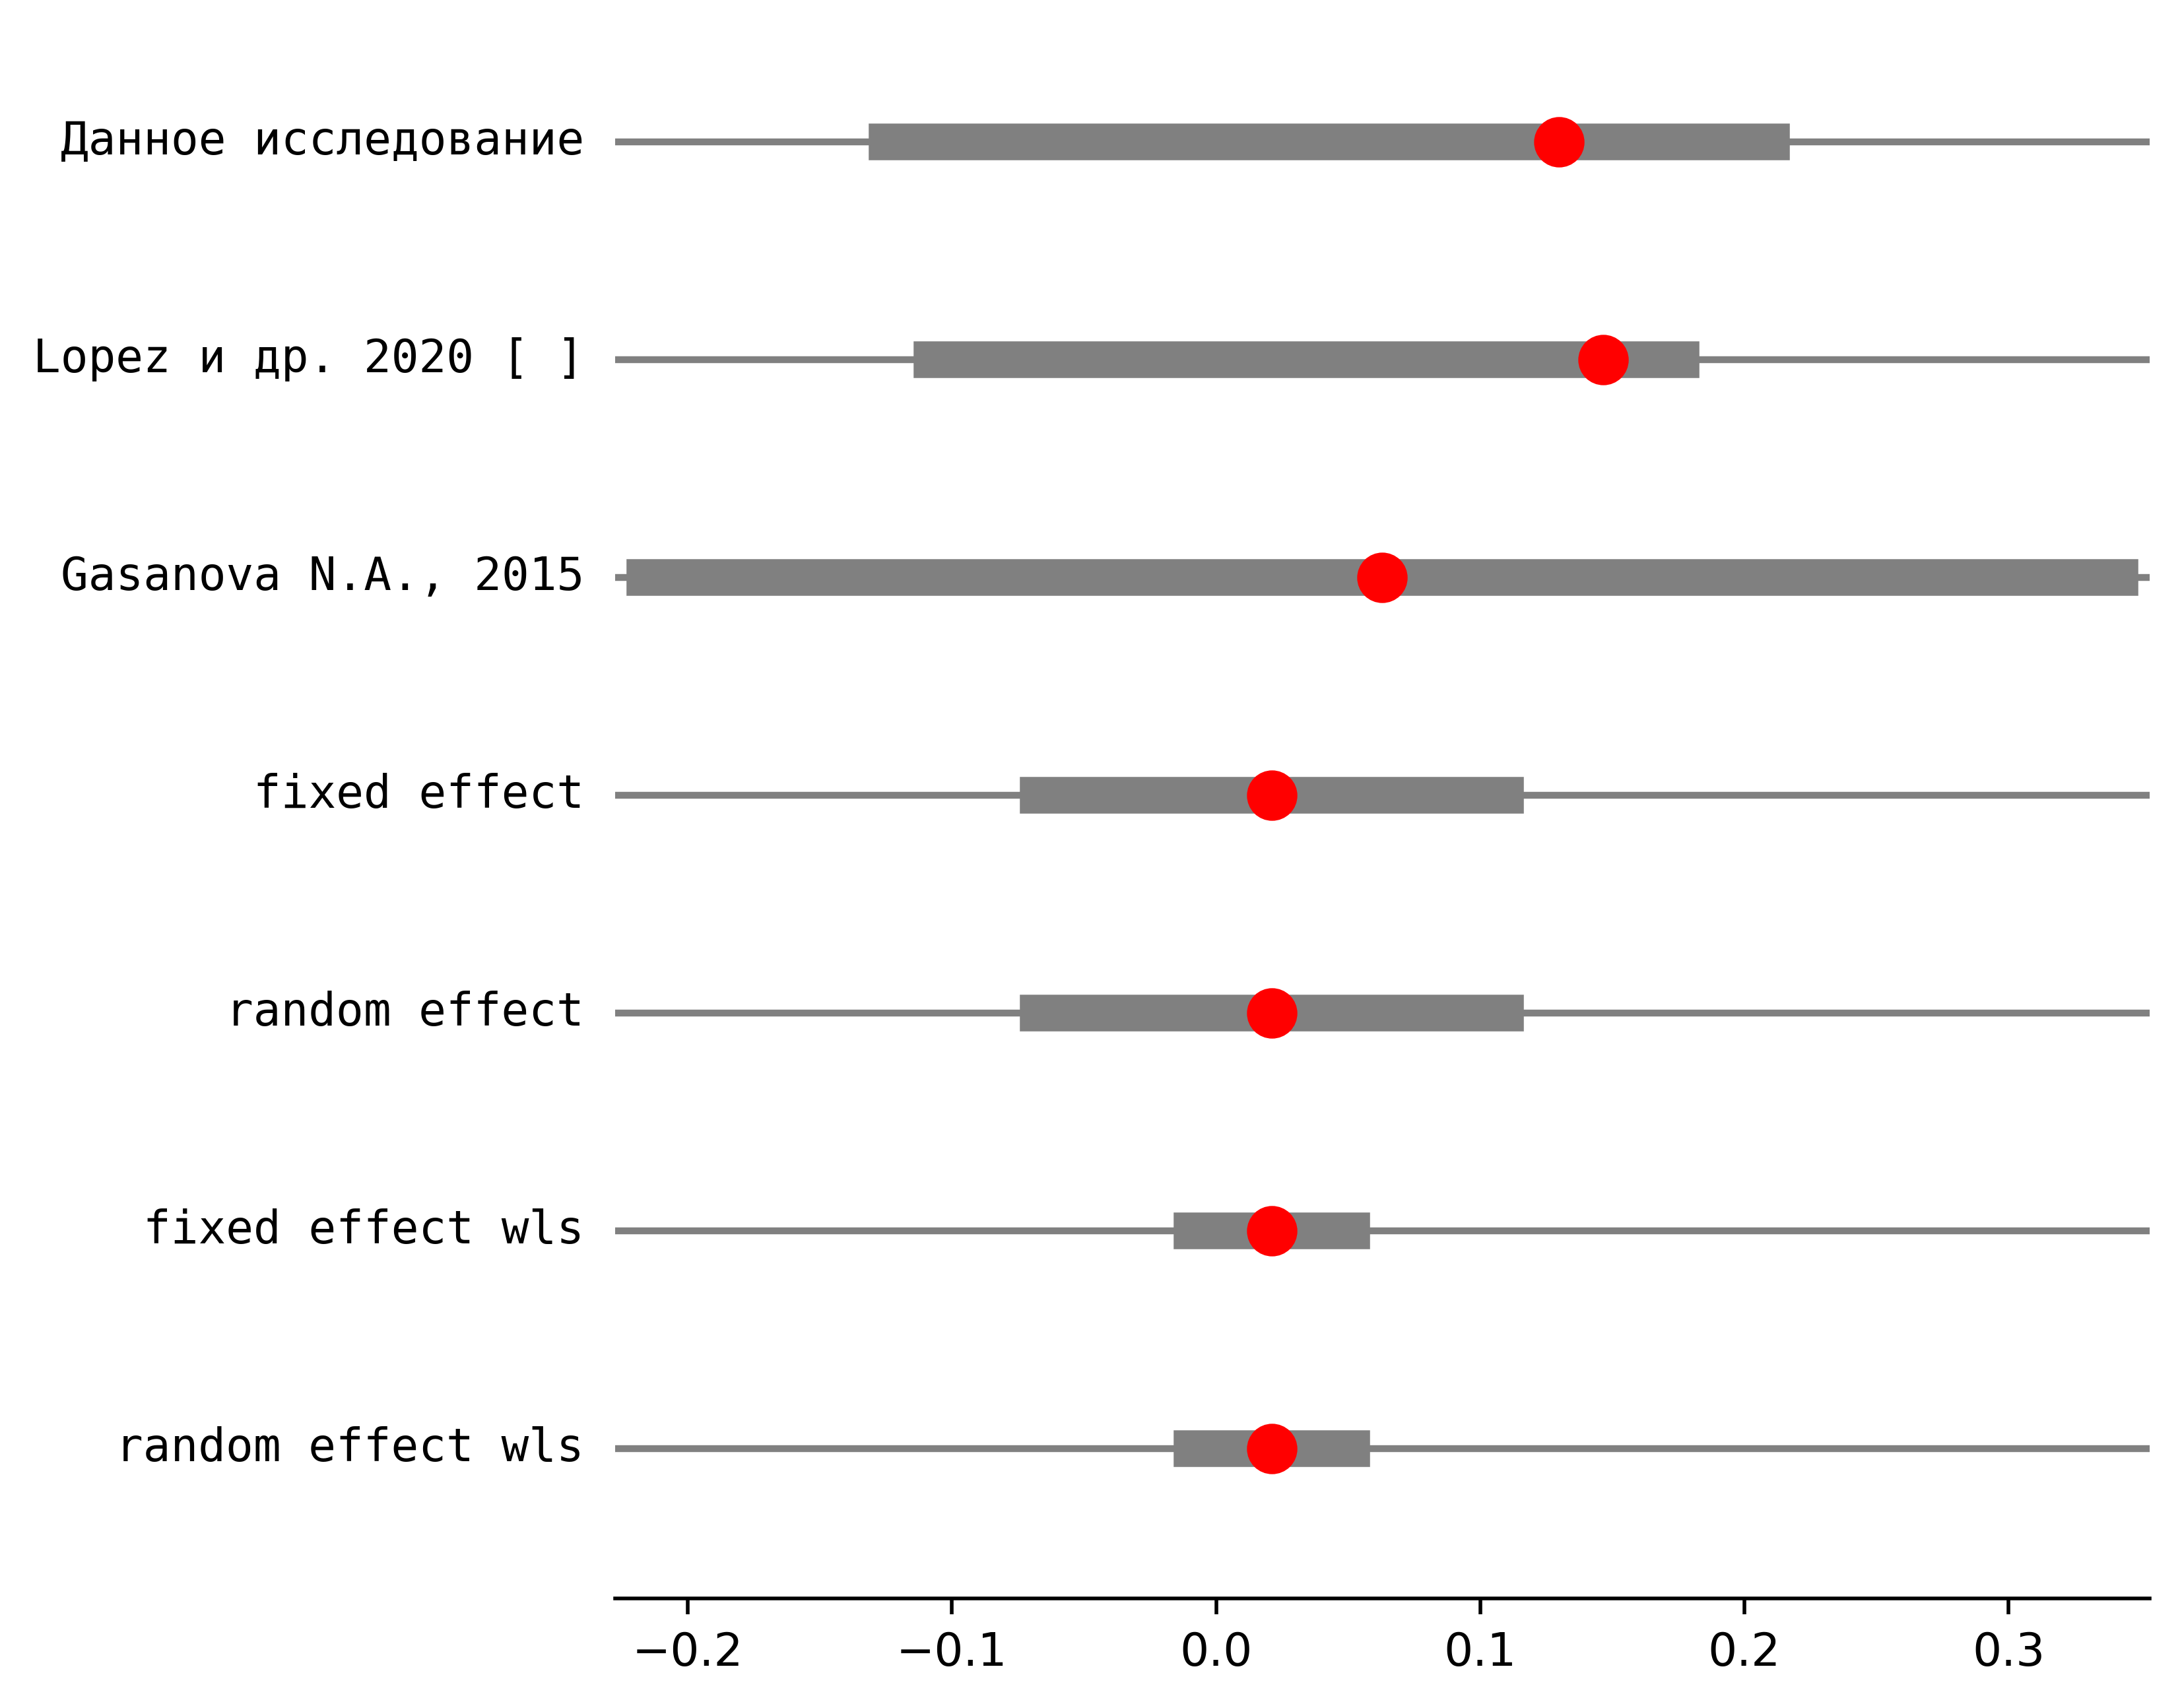 Данное исследование
Lopez и др. 2020 [ ]
Gasanova N.A., 2015
fixed effect
random effect
fixed effect wls
random effect wls
−0.2 −0.1 0.0 0.1 0.2 0.3